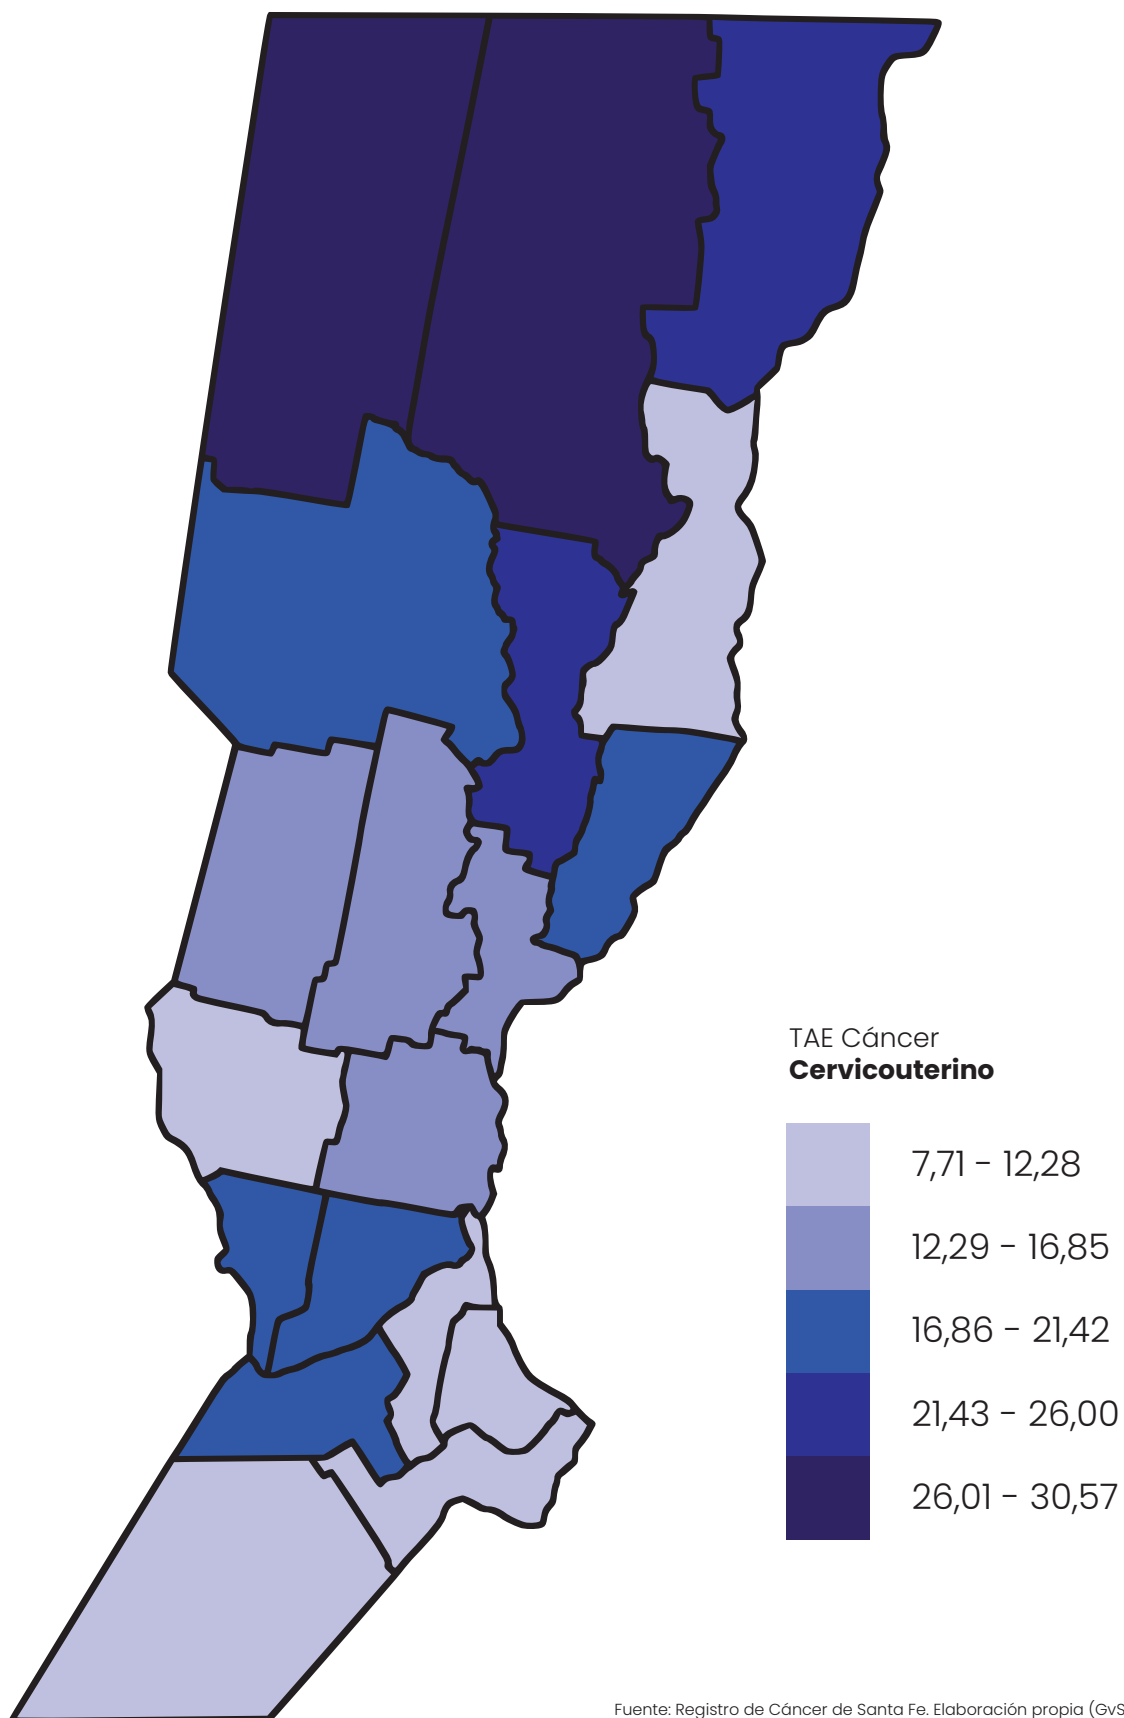 TAE Cáncer
Cervicouterino
7,71 - 12,28
12,29 - 16,85
16,86 - 21,42
21,43 - 26,00
26,01 - 30,57
Fuente: Registro de Cáncer de Santa Fe. Elaboración propia (GvS